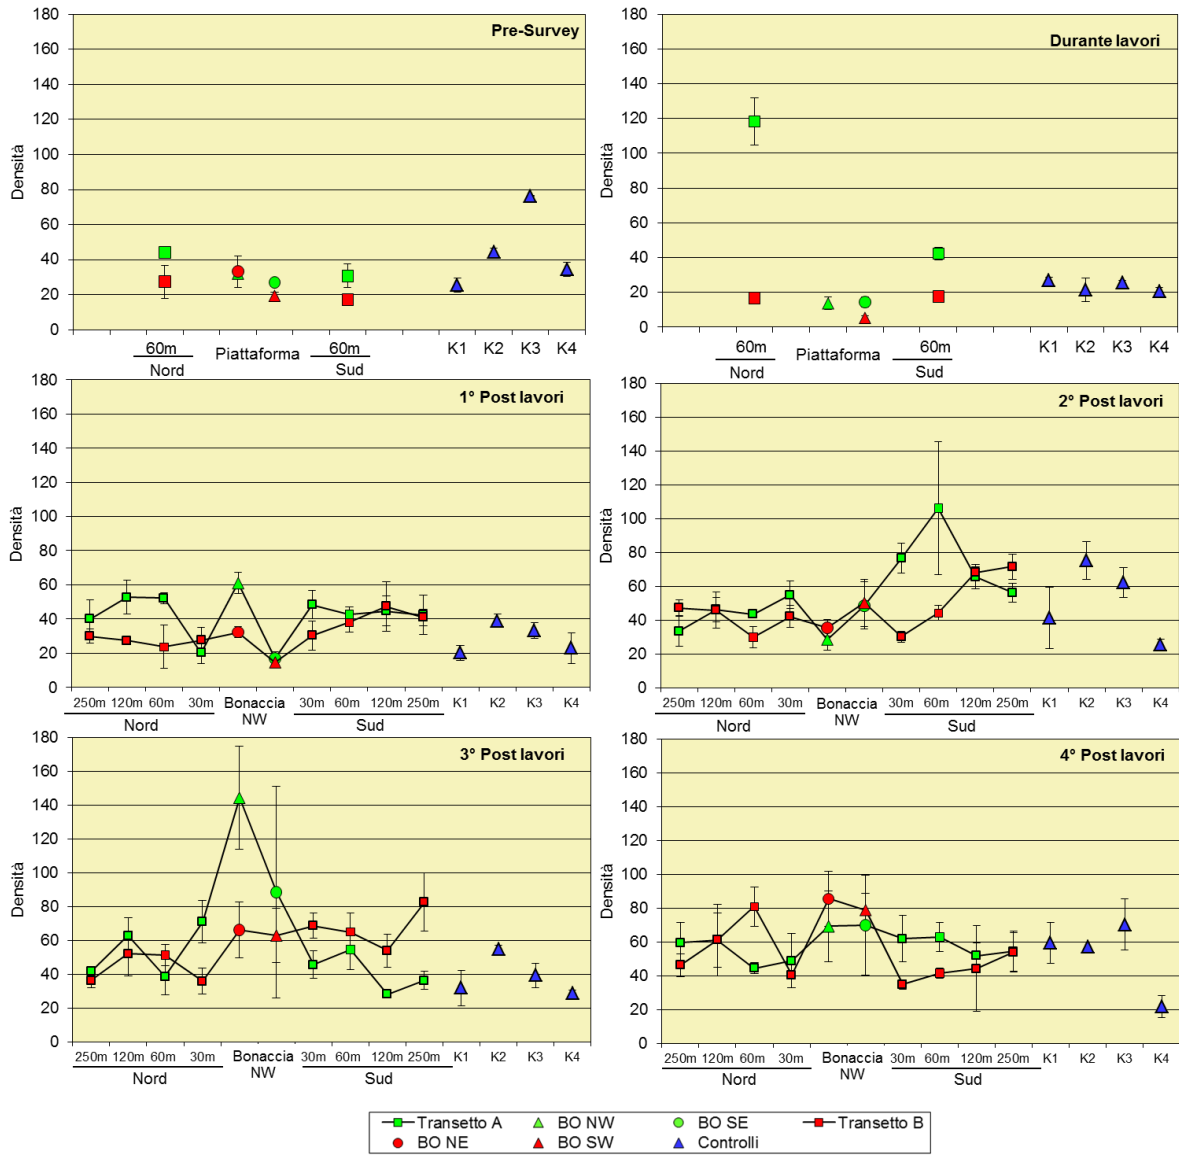 Pre-Survey
Densità
180
160
140
120
100
80
60
40
20
0
60m Piattaforma 60m K1 K2 K3 K4
Nord Sud
Durante lavori
Densità
180
160
140
120
100
80
60
40
20
0
60m Piattaforma 60m K1 K2 K3 K4
Nord Sud
1° Post lavori
Densità
180
160
140
120
100
80
60
40
20
0
250m 120m 60m 30m Bonaccia NW 30m 60m 120m 250m K1 K2 K3 K4
Nord Sud
2° Post lavori
Densità
180
160
140
120
100
80
60
40
20
0
250m 120m 60m 30m Bonaccia NW 30m 60m 120m 250m K1 K2 K3 K4
Nord Sud
3° Post lavori
Densità
180
160
140
120
100
80
60
40
20
0
250m 120m 60m 30m Bonaccia NW 30m 60m 120m 250m K1 K2 K3 K4
Nord Sud
4° Post lavori
Densità
180
160
140
120
100
80
60
40
20
0
250m 120m 60m 30m Bonaccia NW 30m 60m 120m 250m K1 K2 K3 K4
Nord Sud
Transetto A BO NW BO SE Transetto B
BO NE BO SW Controlli